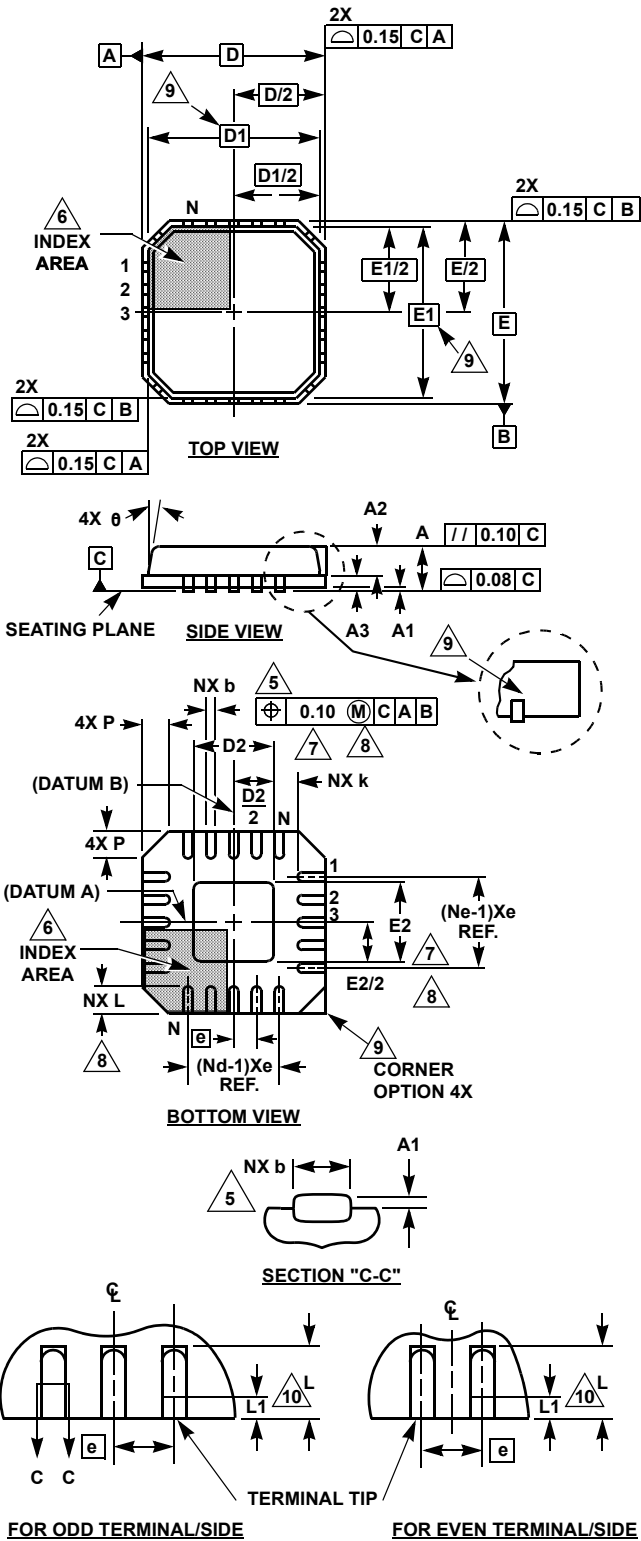 2X
⌓ 0.15 C A
A D
9 D/2
D1
D1/2
2X
⌓ 0.15 C B
6 N
INDEX
AREA
1
2
3
E1/2 E/2
E1 E
9
2X
⌓ 0.15 C B
2X
⌓ 0.15 C A
B
TOP VIEW
4X θ
A2
A // 0.10 C
C
⌓ 0.08 C
SEATING PLANE
SIDE VIEW
A3 A1
9
NX b
5
⌖ 0.10 Ⓜ C A B
4X P
D2 7 8
(DATUM B)
D2
2
N NX k
4X P
1
(DATUM A)
2
3
E2
(Ne-1)Xe
REF.
6
INDEX
AREA
7
E2/2
NX L
8
8
N e
9
(Nd-1)Xe
REF.
CORNER
OPTION 4X
BOTTOM VIEW
A1
NX b
5
SECTION "C-C"
℄ ℄
L L
L1 10 L1 10
e e
C C
TERMINAL TIP
FOR ODD TERMINAL/SIDE FOR EVEN TERMINAL/SIDE